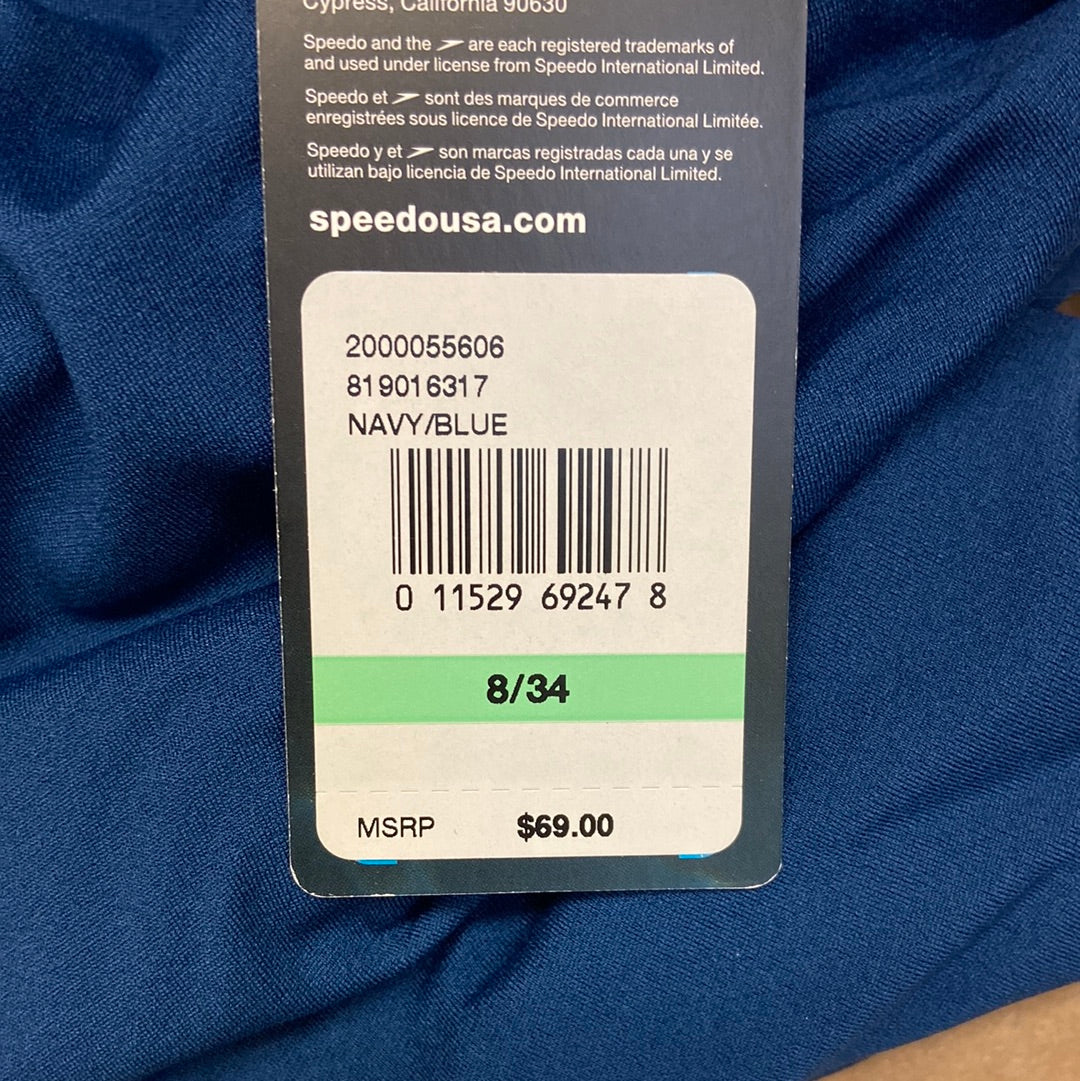 Cypress, California 90630
Speedo and the are each registered trademarks of
and used under license from Speedo International Limited.
Speedo et sont des marques de commerce
enregistrées sous licence de Speedo International Limitée.
Speedo y et son marcas registradas cada una y se
utilizan bajo licencia de Speedo International Limited.
speedousa.com
2000055606
819016317
NAVY/BLUE
0 11529 69247 8
8/34
MSRP $69.00